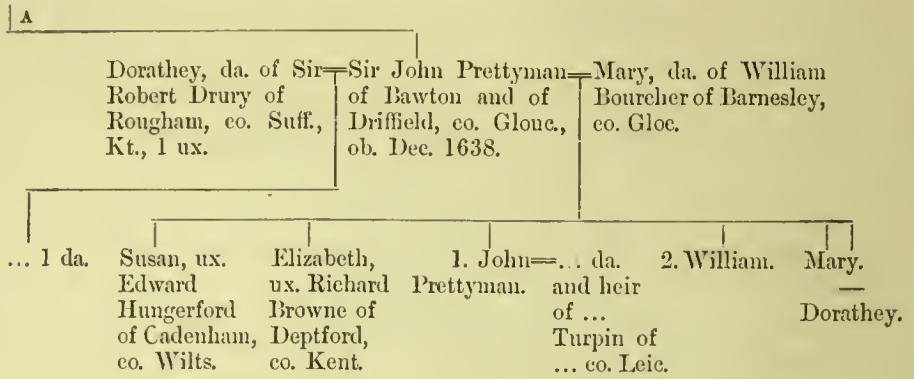 A
Dorathey, da. of Sir
Robert Drury of
Rougham, co. Suff.,
Kt., 1 ux.
Sir John Prettyman
of Bawton and of
Driffield, co. Glouc.,
ob. Dec. 1638.
Mary, da. of William
Bourcher of Barnesley,
co. Gloc.
... 1 da.
Susan, ux.
Edward
Hungerford
of Cadenham,
co. Wilts.
Elizabeth,
ux. Richard
Browne of
Deptford,
co. Kent.
1. John
Prettyman.
... da.
and heir
of ...
Turpin of
... co. Leic.
2. William.
Mary.
Dorathey.